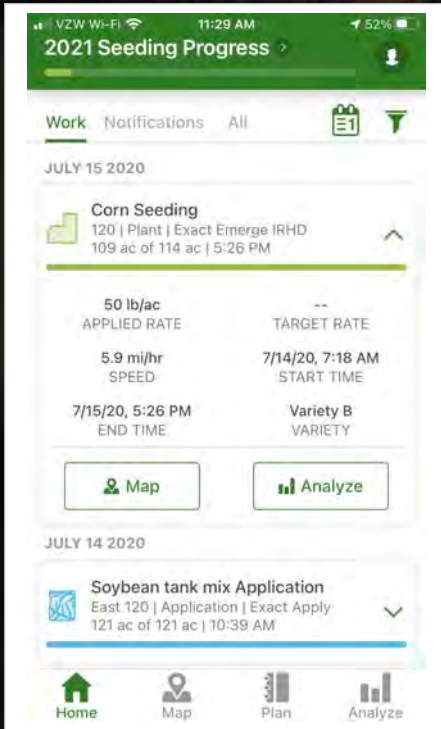 VZW Wi-Fi 11:29 AM 52%
2021 Seeding Progress >
Work Notifications All 1
JULY 15 2020
Corn Seeding
120 | Plant | Exact Emerge IRHD
109 ac of 114 ac | 5:26 PM
50 lb/ac --
APPLIED RATE TARGET RATE
5.9 mi/hr 7/14/20, 7:18 AM
SPEED START TIME
7/15/20, 5:26 PM Variety B
END TIME VARIETY
Map Analyze
JULY 14 2020
Soybean tank mix Application
East 120 | Application | Exact Apply
121 ac of 121 ac | 10:39 AM
Home Map Plan Analyze